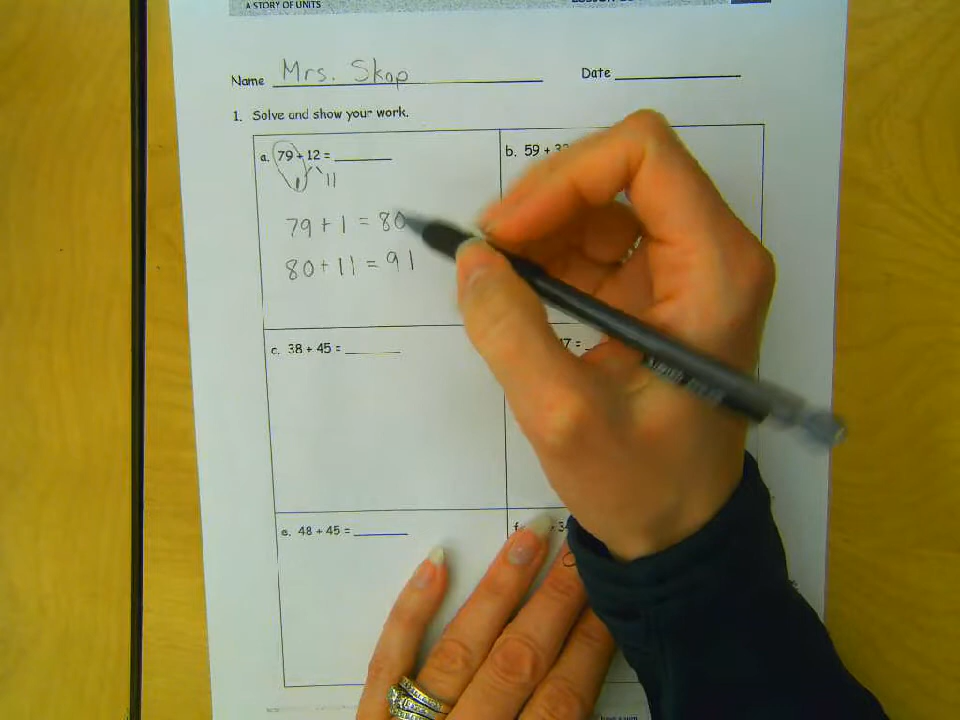 A STORY OF UNITS
Name Mrs. Skop Date
1. Solve and show your work.
a. 79 + 12 =
1 11
79 + 1 = 80
80 + 11 = 91
b. 59 +
c. 38 + 45 =
47 =
e. 48 + 45 =
f.